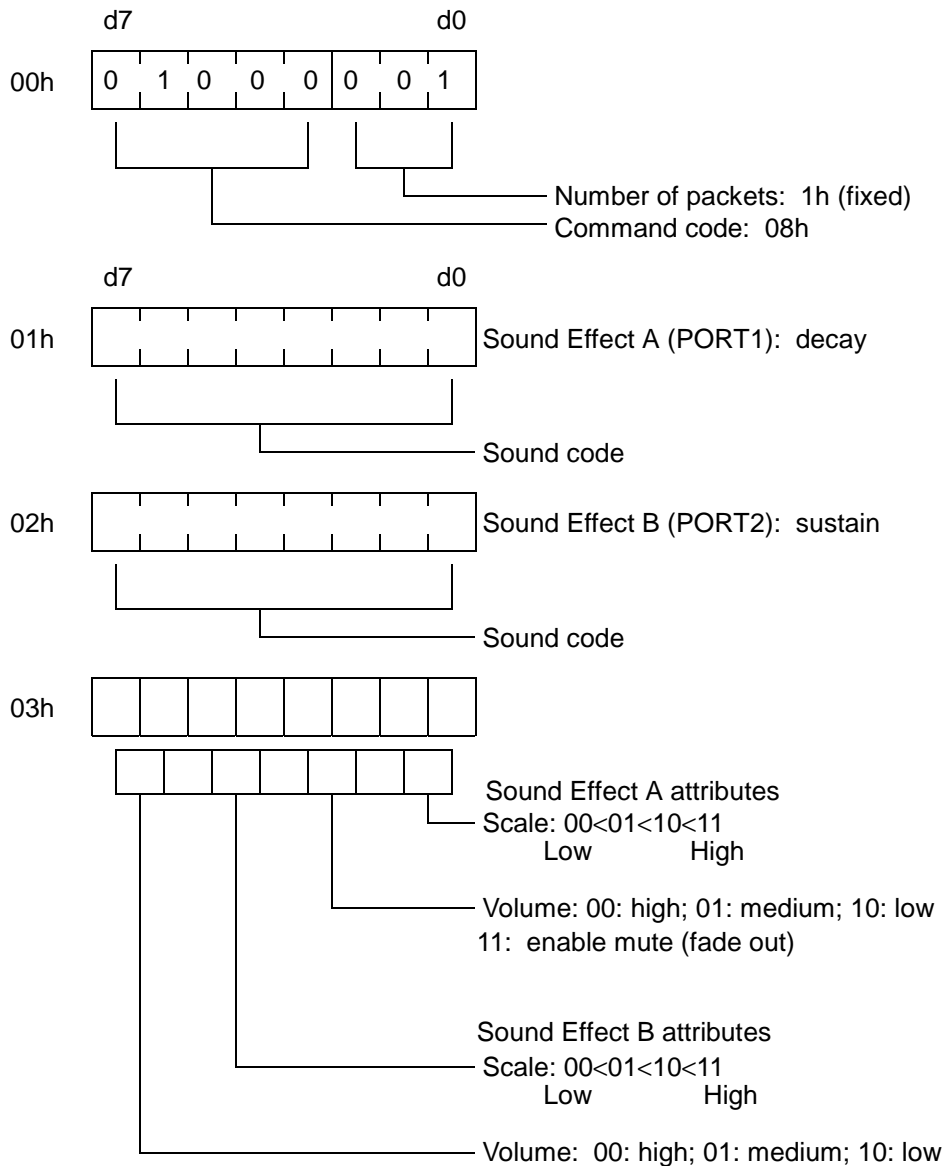 d7 d0
00h 0 1 0 0 0 0 0 1
Number of packets: 1h (fixed)
Command code: 08h
d7 d0
01h Sound Effect A (PORT1): decay
Sound code
02h Sound Effect B (PORT2): sustain
Sound code
03h
Sound Effect A attributes
Scale: 00<01<10<11
Low High
Volume: 00: high; 01: medium; 10: low
11: enable mute (fade out)
Sound Effect B attributes
Scale: 00<01<10<11
Low High
Volume: 00: high; 01: medium; 10: low